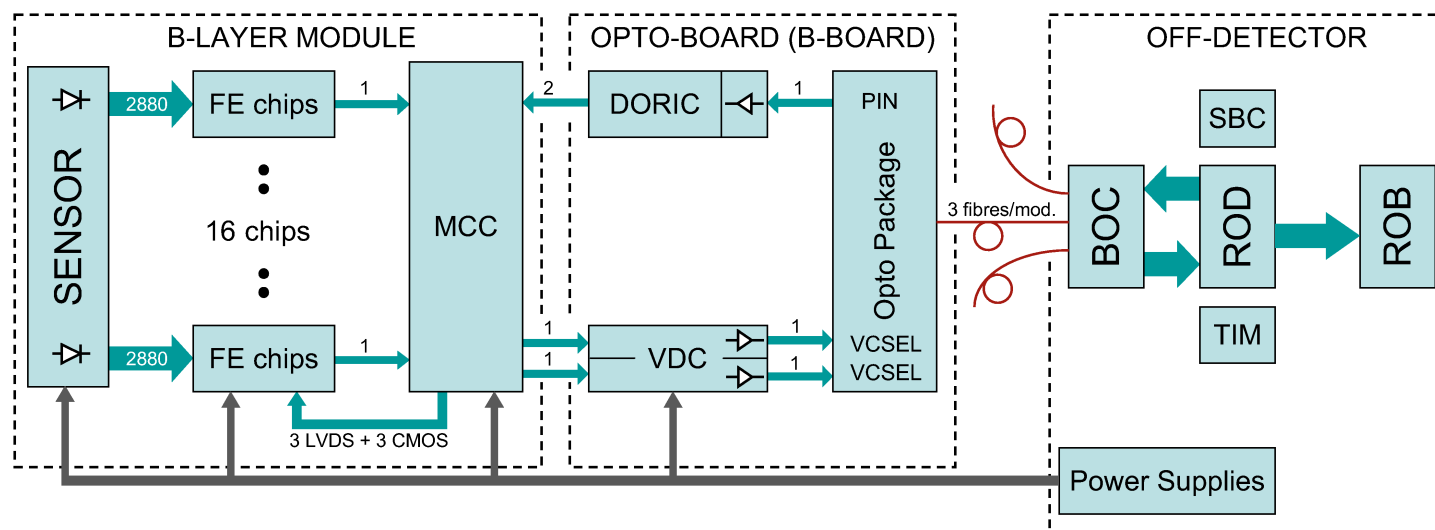 B-LAYER MODULE
OPTO-BOARD (B-BOARD)
OFF-DETECTOR
SENSOR
2880
FE chips
1
16 chips
2880
FE chips
1
MCC
3 LVDS + 3 CMOS
2
DORIC
1
PIN
Opto Package
1
1
VDC
1
1
VCSEL
VCSEL
3 fibres/mod.
BOC
SBC
ROD
TIM
ROB
Power Supplies